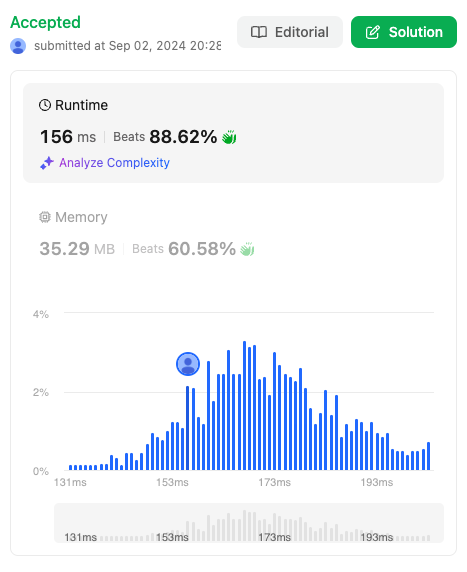 Accepted
submitted at Sep 02, 2024 20:28
Editorial
Solution
Runtime
156 ms Beats 88.62%
Analyze Complexity
Memory
35.29 MB Beats 60.58%
4%
2%
0%
131ms 153ms 173ms 193ms
131ms 153ms 173ms 193ms